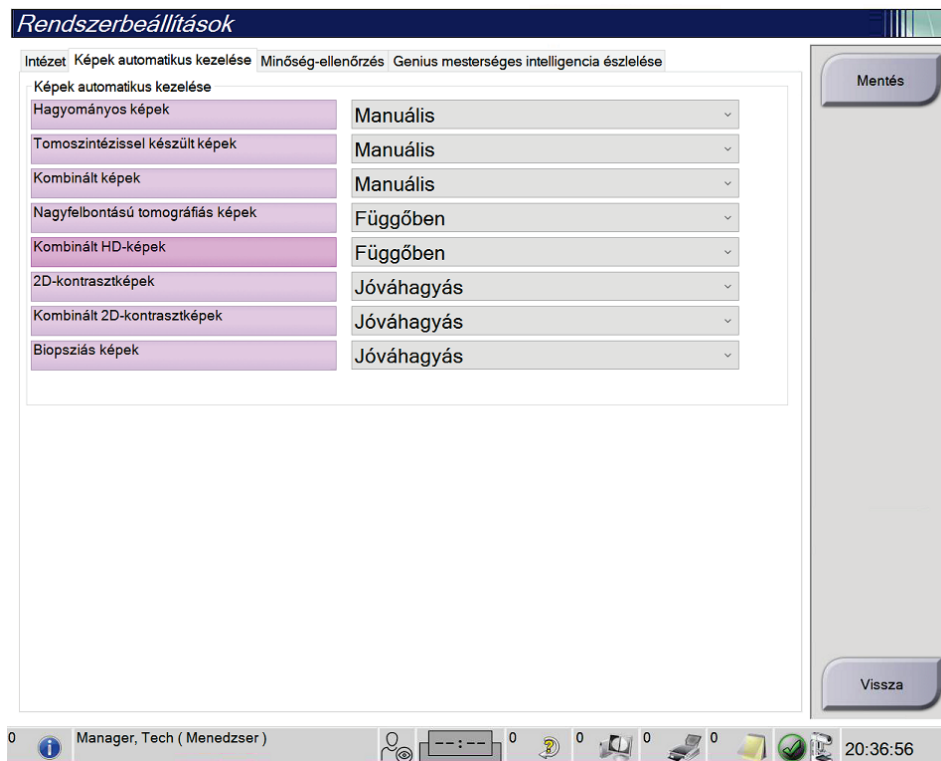 Rendszerbeállítások
Intézet Képek automatikus kezelése Minőség-ellenőrzés Genius mesterséges intelligencia észlelése
Mentés
Képek automatikus kezelése
Hagyományos képek Manuális
Tomoszintézissel készült képek Manuális
Kombinált képek Manuális
Nagyfelbontású tomográfiás képek Függőben
Kombinált HD-képek Függőben
2D-kontrasztképek Jóváhagyás
Kombinált 2D-kontrasztképek Jóváhagyás
Biopsziás képek Jóváhagyás
Vissza
0 Manager, Tech ( Menedzser ) --:-- 0 0 0 0 20:36:56